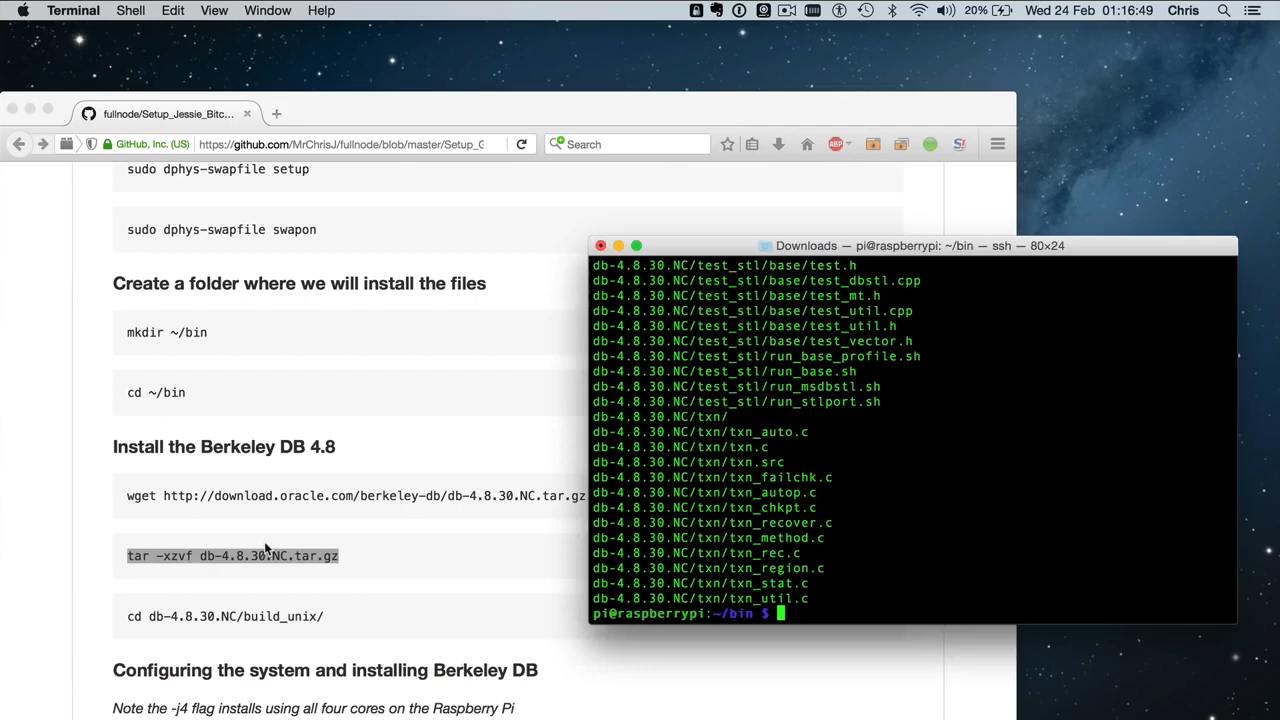 Terminal Shell Edit View Window Help 20% Wed 24 Feb 01:16:49 Chris
fullnode/Setup_Jessie_Bitc...
GitHub, Inc. (US) https://github.com/MrChrisJ/fullnode/blob/master/Setup_G Search
ABP
sudo dphys-swapfile setup
sudo dphys-swapfile swapon
Create a folder where we will install the files
mkdir ~/bin
cd ~/bin
Install the Berkeley DB 4.8
wget http://download.oracle.com/berkeley-db/db-4.8.30.NC.tar.gz
tar -xzvf db-4.8.30.NC.tar.gz
cd db-4.8.30.NC/build_unix/
Configuring the system and installing Berkeley DB
Note the -j4 flag installs using all four cores on the Raspberry Pi
Downloads — pi@raspberrypi: ~/bin — ssh — 80×24
db-4.8.30.NC/test_stl/base/test.h
db-4.8.30.NC/test_stl/base/test_dbstl.cpp
db-4.8.30.NC/test_stl/base/test_mt.h
db-4.8.30.NC/test_stl/base/test_util.cpp
db-4.8.30.NC/test_stl/base/test_util.h
db-4.8.30.NC/test_stl/base/test_vector.h
db-4.8.30.NC/test_stl/run_base_profile.sh
db-4.8.30.NC/test_stl/run_base.sh
db-4.8.30.NC/test_stl/run_msdbstl.sh
db-4.8.30.NC/test_stl/run_stlport.sh
db-4.8.30.NC/txn/
db-4.8.30.NC/txn/txn_auto.c
db-4.8.30.NC/txn/txn.c
db-4.8.30.NC/txn/txn.src
db-4.8.30.NC/txn/txn_failchk.c
db-4.8.30.NC/txn/txn_autop.c
db-4.8.30.NC/txn/txn_chkpt.c
db-4.8.30.NC/txn/txn_recover.c
db-4.8.30.NC/txn/txn_method.c
db-4.8.30.NC/txn/txn_rec.c
db-4.8.30.NC/txn/txn_region.c
db-4.8.30.NC/txn/txn_stat.c
db-4.8.30.NC/txn/txn_util.c
pi@raspberrypi:~/bin $